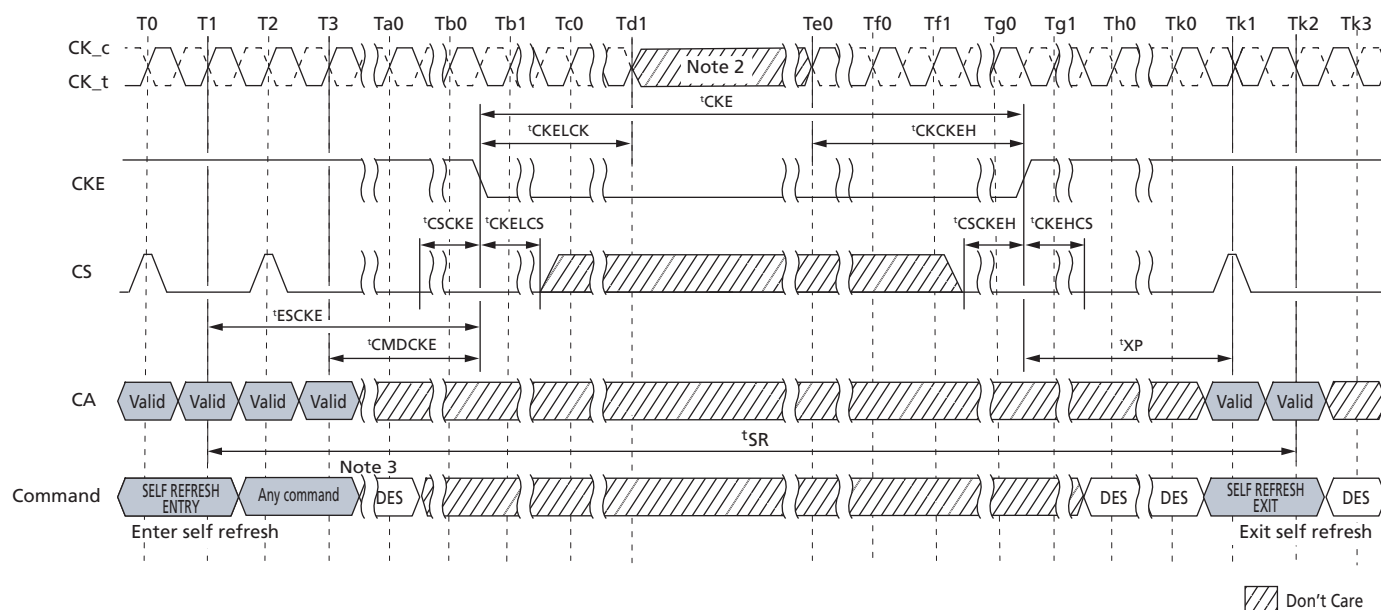 T0 T1 T2 T3 Ta0 Tb0 Tb1 Tc0 Td1 Te0 Tf0 Tf1 Tg0 Tg1 Th0 Tk0 Tk1 Tk2 Tk3
CK_c
CK_t
Note 2
tCKE
tCKELCK tCKCKEH
CKE
tCSCKE tCKELCS tCSCKEH tCKEHCS
CS
tESCKE
tCMDCKE tXP
CA Valid Valid Valid Valid Valid Valid
tSR
Note 3
Command SELF REFRESH ENTRY Any command DES DES DES SELF REFRESH EXIT DES
Enter self refresh Exit self refresh
Don't Care